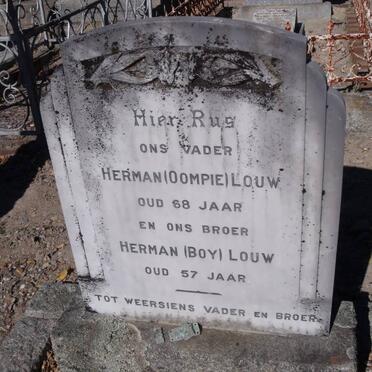 Hier Rus
ONS VADER
HERMAN (OOMPIE) LOUW
OUD 68 JAAR
EN ONS BROER
HERMAN (BOY) LOUW
OUD 57 JAAR
TOT WEERSIENS VADER EN BROER